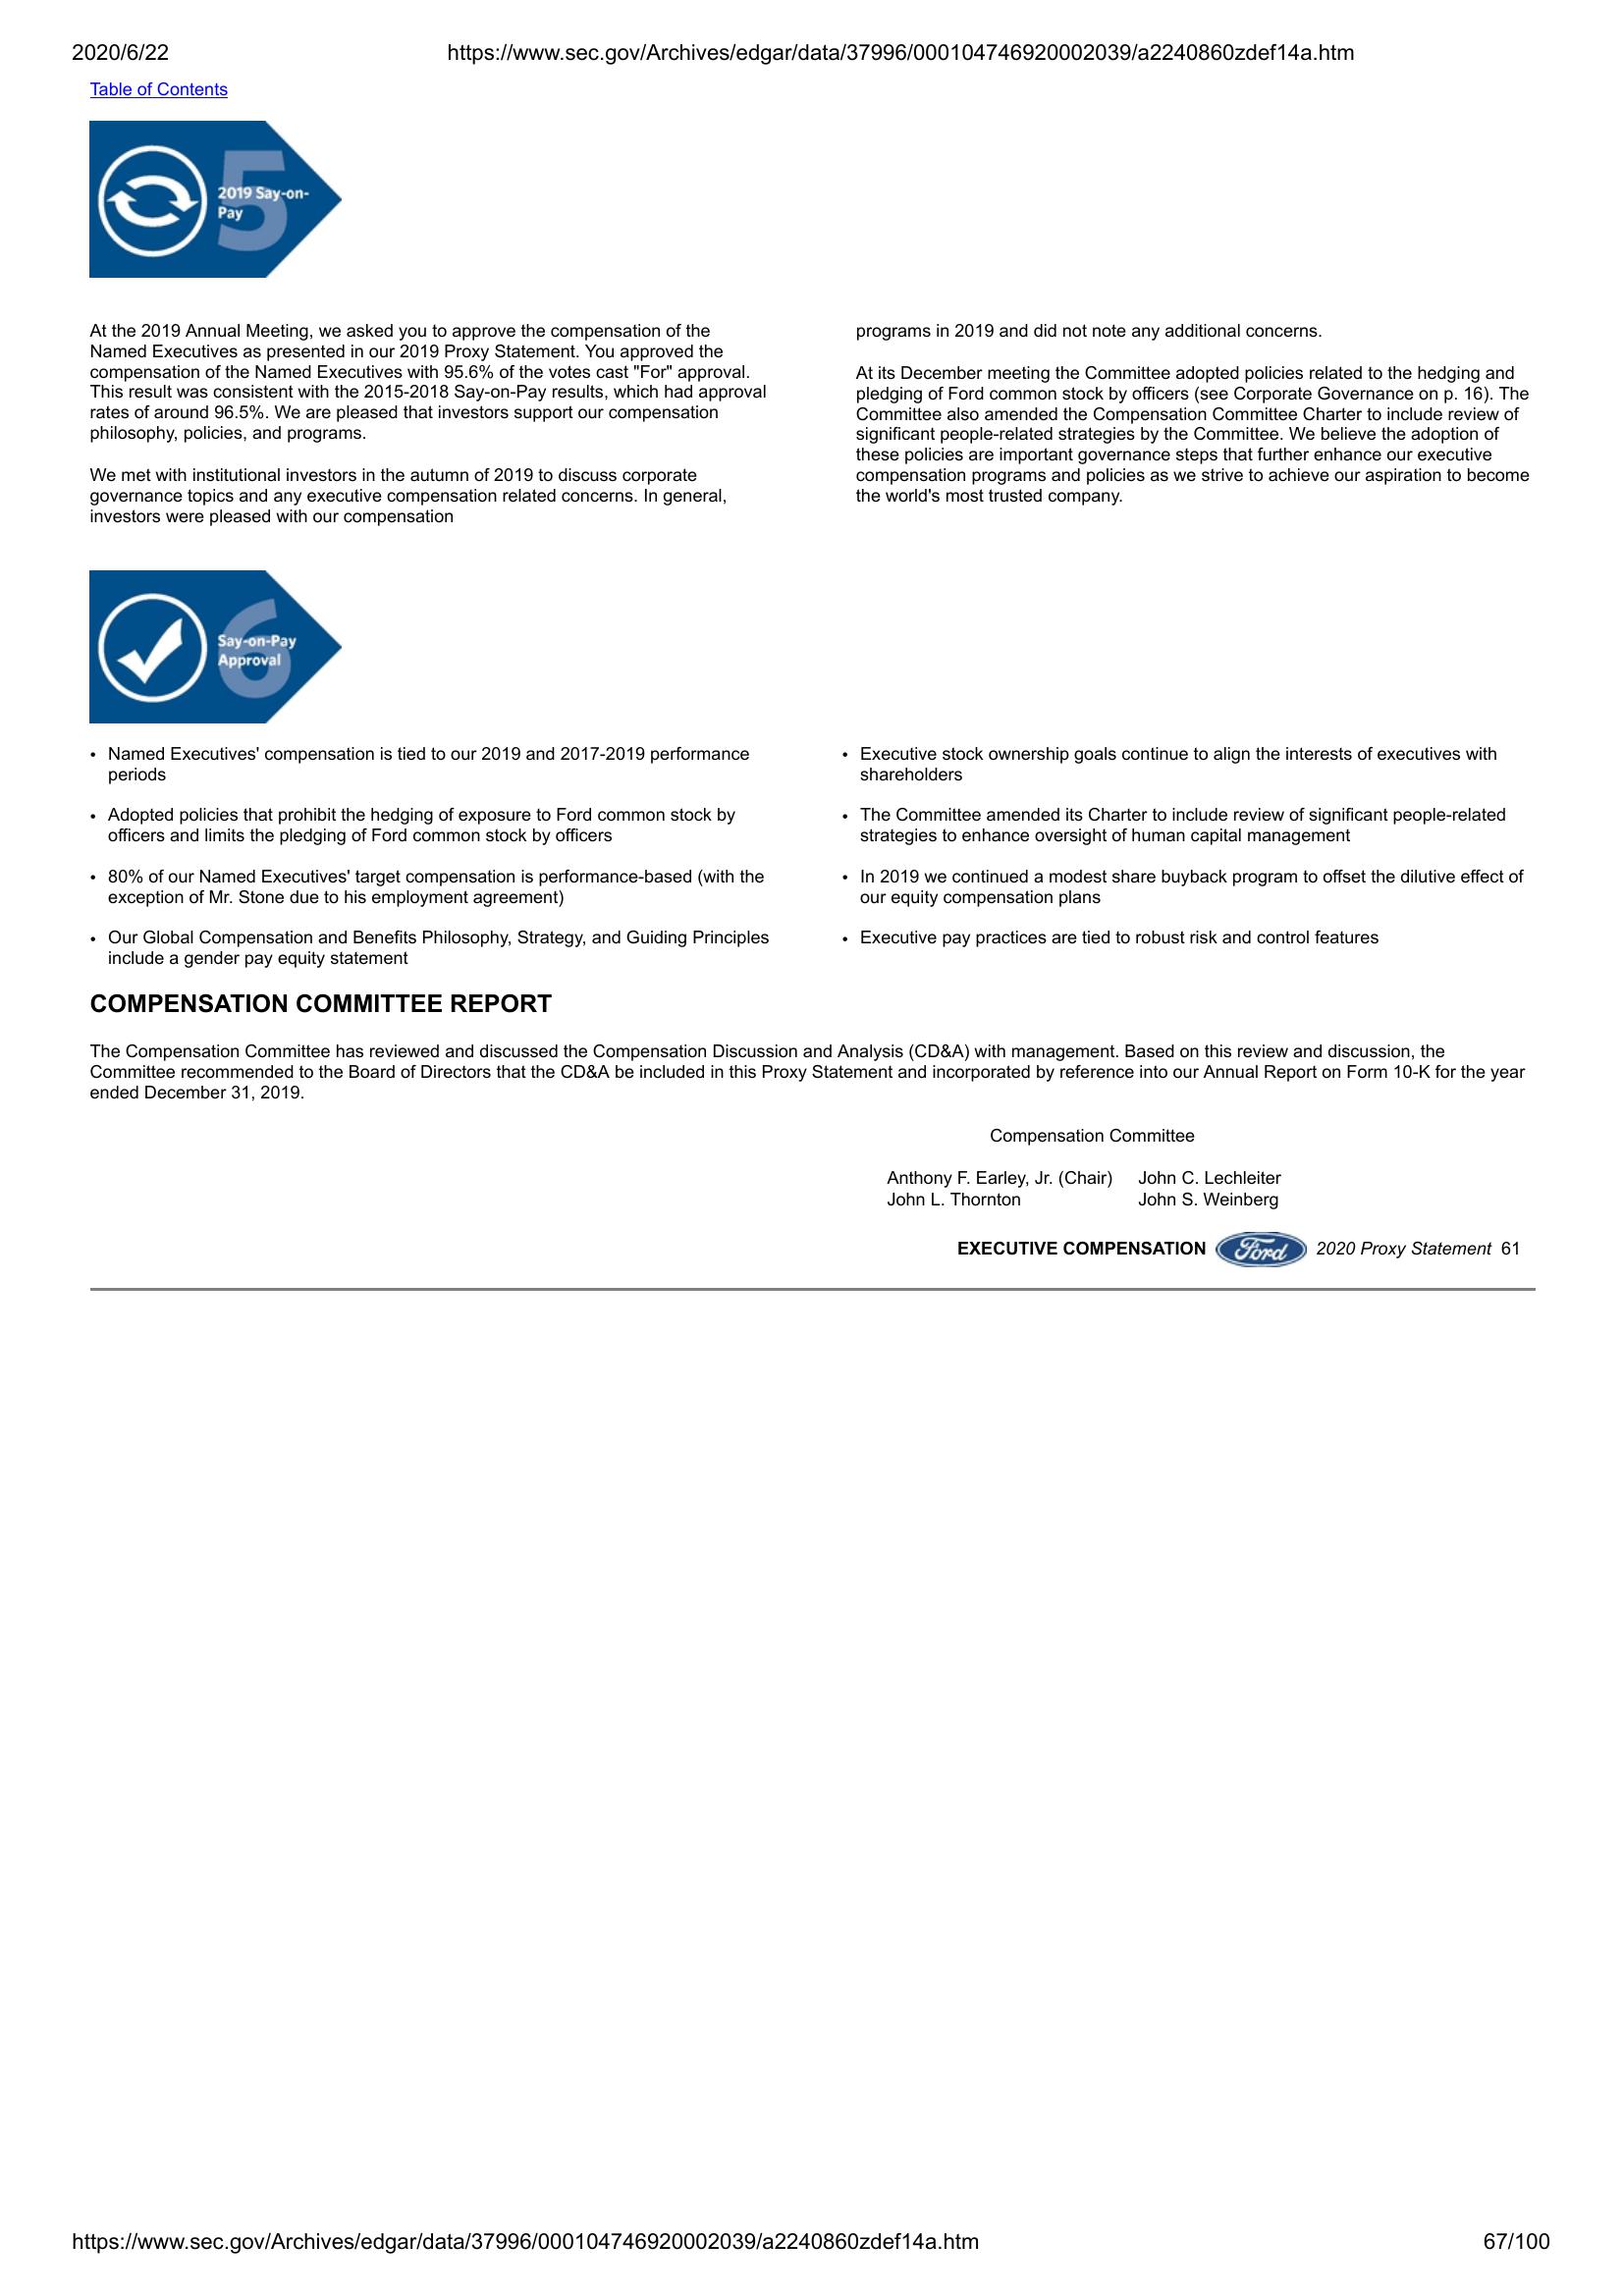 2020/6/22 https://www.sec.gov/Archives/edgar/data/37996/000104746920002039/a2240860zdef14a.htm
Table of Contents
5
2019 Say-on-
Pay
At the 2019 Annual Meeting, we asked you to approve the compensation of the
Named Executives as presented in our 2019 Proxy Statement. You approved the
compensation of the Named Executives with 95.6% of the votes cast "For" approval.
This result was consistent with the 2015-2018 Say-on-Pay results, which had approval
rates of around 96.5%. We are pleased that investors support our compensation
philosophy, policies, and programs.
We met with institutional investors in the autumn of 2019 to discuss corporate
governance topics and any executive compensation related concerns. In general,
investors were pleased with our compensation
programs in 2019 and did not note any additional concerns.
At its December meeting the Committee adopted policies related to the hedging and
pledging of Ford common stock by officers (see Corporate Governance on p. 16). The
Committee also amended the Compensation Committee Charter to include review of
significant people-related strategies by the Committee. We believe the adoption of
these policies are important governance steps that further enhance our executive
compensation programs and policies as we strive to achieve our aspiration to become
the world's most trusted company.
6
Say-on-Pay
Approval
• Named Executives' compensation is tied to our 2019 and 2017-2019 performance
periods
• Adopted policies that prohibit the hedging of exposure to Ford common stock by
officers and limits the pledging of Ford common stock by officers
• 80% of our Named Executives' target compensation is performance-based (with the
exception of Mr. Stone due to his employment agreement)
• Our Global Compensation and Benefits Philosophy, Strategy, and Guiding Principles
include a gender pay equity statement
• Executive stock ownership goals continue to align the interests of executives with
shareholders
• The Committee amended its Charter to include review of significant people-related
strategies to enhance oversight of human capital management
• In 2019 we continued a modest share buyback program to offset the dilutive effect of
our equity compensation plans
• Executive pay practices are tied to robust risk and control features
COMPENSATION COMMITTEE REPORT
The Compensation Committee has reviewed and discussed the Compensation Discussion and Analysis (CD&A) with management. Based on this review and discussion, the
Committee recommended to the Board of Directors that the CD&A be included in this Proxy Statement and incorporated by reference into our Annual Report on Form 10-K for the year
ended December 31, 2019.
Compensation Committee
Anthony F. Earley, Jr. (Chair) John C. Lechleiter
John L. Thornton John S. Weinberg
EXECUTIVE COMPENSATION Ford 2020 Proxy Statement 61
https://www.sec.gov/Archives/edgar/data/37996/000104746920002039/a2240860zdef14a.htm 67/100